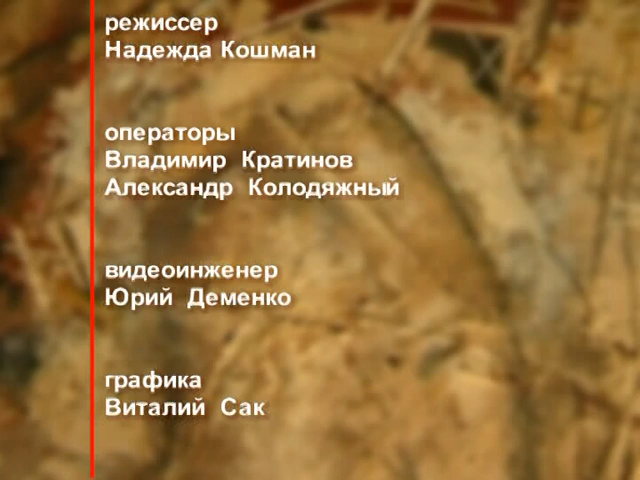 режиссер
Надежда Кошман
операторы
Владимир Кратинов
Александр Колодяжный
видеоинженер
Юрий Деменко
графика
Виталий Сак